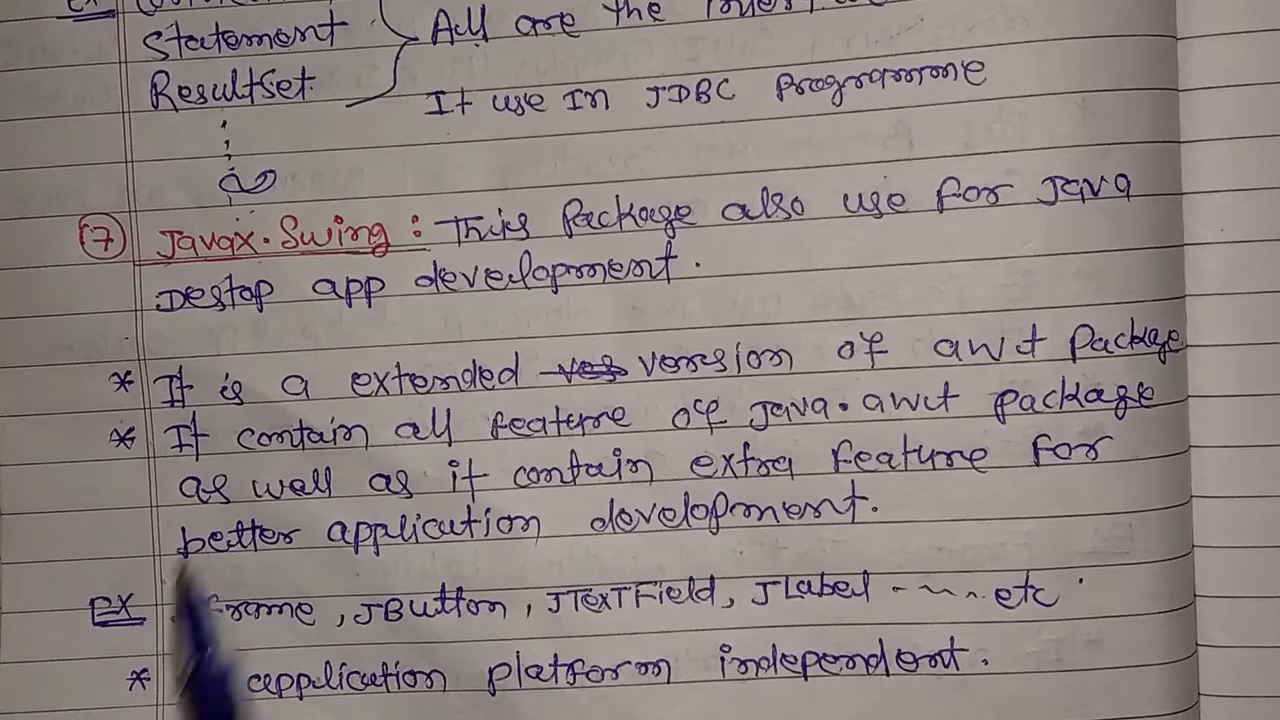 Statement All are the
Resultset. It use In JDBC Programme
(7) Javax.Swing : This Package also use for Java
Destop app development.
* It is a extended version of awt Package
* It contain all feature of Java.awt package
as well as it contain extra feature for
better application development.
Ex frame, JButton, JTextField, JLabel ---- etc.
* application platform independent.